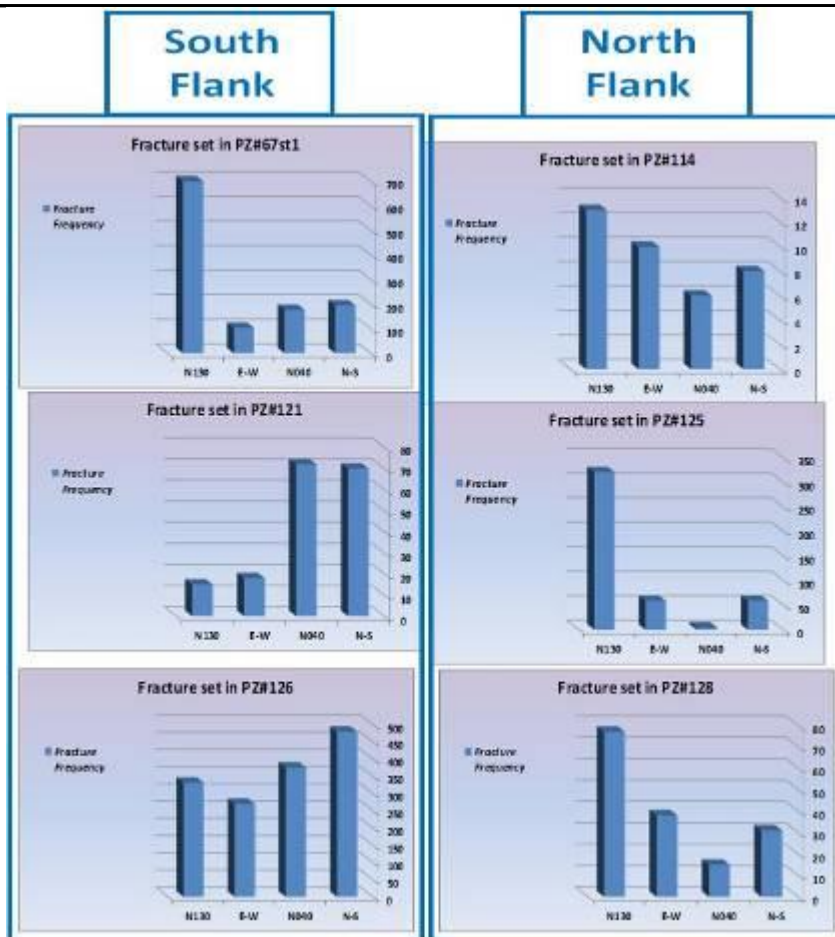 South
Flank
Fracture set in PZ#67st1
Fracture
Frequency
700
600
500
400
300
200
100
0
N130 E-W N040 N-S
Fracture set in PZ#121
Fracture
Frequency
80
70
60
50
40
30
20
10
0
N130 E-W N040 N-S
Fracture set in PZ#126
Fracture
Frequency
500
450
400
350
300
250
200
150
100
50
0
N130 E-W N040 N-S
North
Flank
Fracture set in PZ#114
Fracture
Frequency
14
12
10
8
6
4
2
0
N130 E-W N040 N-S
Fracture set in PZ#125
Fracture
Frequency
350
300
250
200
150
100
50
0
N130 E-W N040 N-S
Fracture set in PZ#128
Fracture
Frequency
80
70
60
50
40
30
20
10
0
N130 E-W N040 N-S